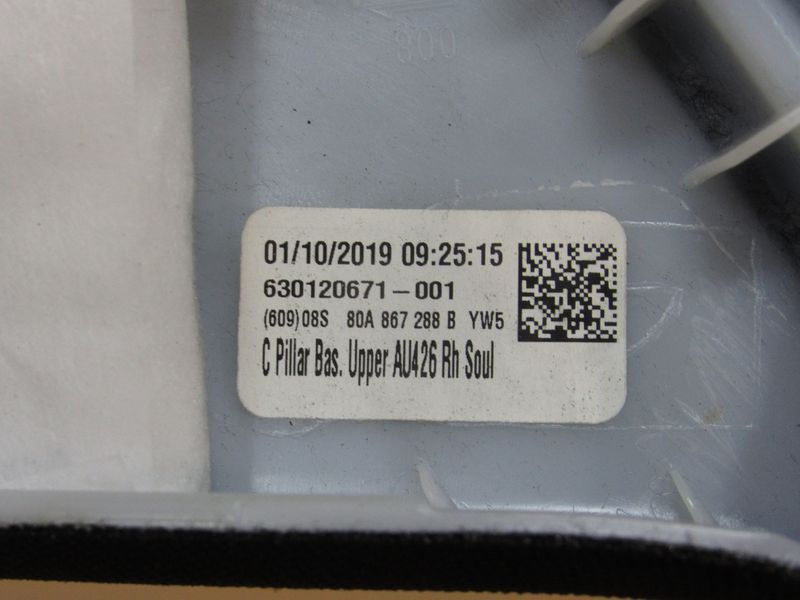 008
01/10/2019 09:25:15
630120671-001
(609)08S 80A 867 288 B YW5
C Pillar Bas. Upper AU426 Rh Soul